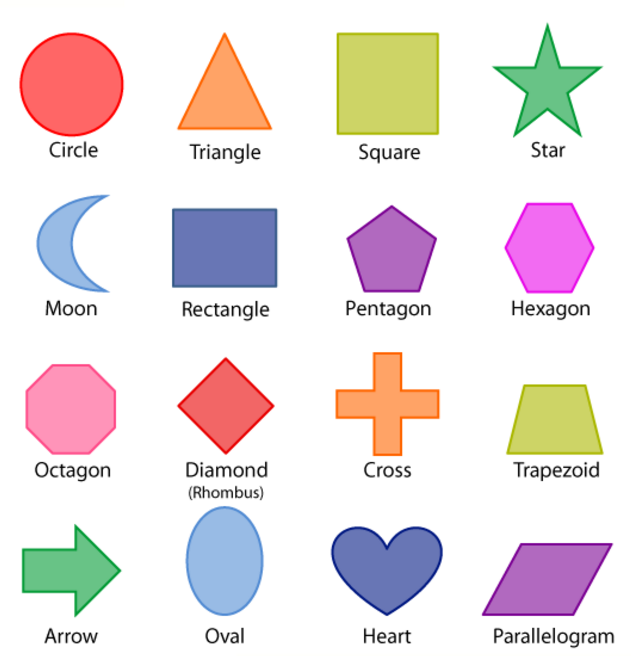 Circle
Triangle
Square
Star
Moon
Rectangle
Pentagon
Hexagon
Octagon
Diamond
(Rhombus)
Cross
Trapezoid
Arrow
Oval
Heart
Parallelogram